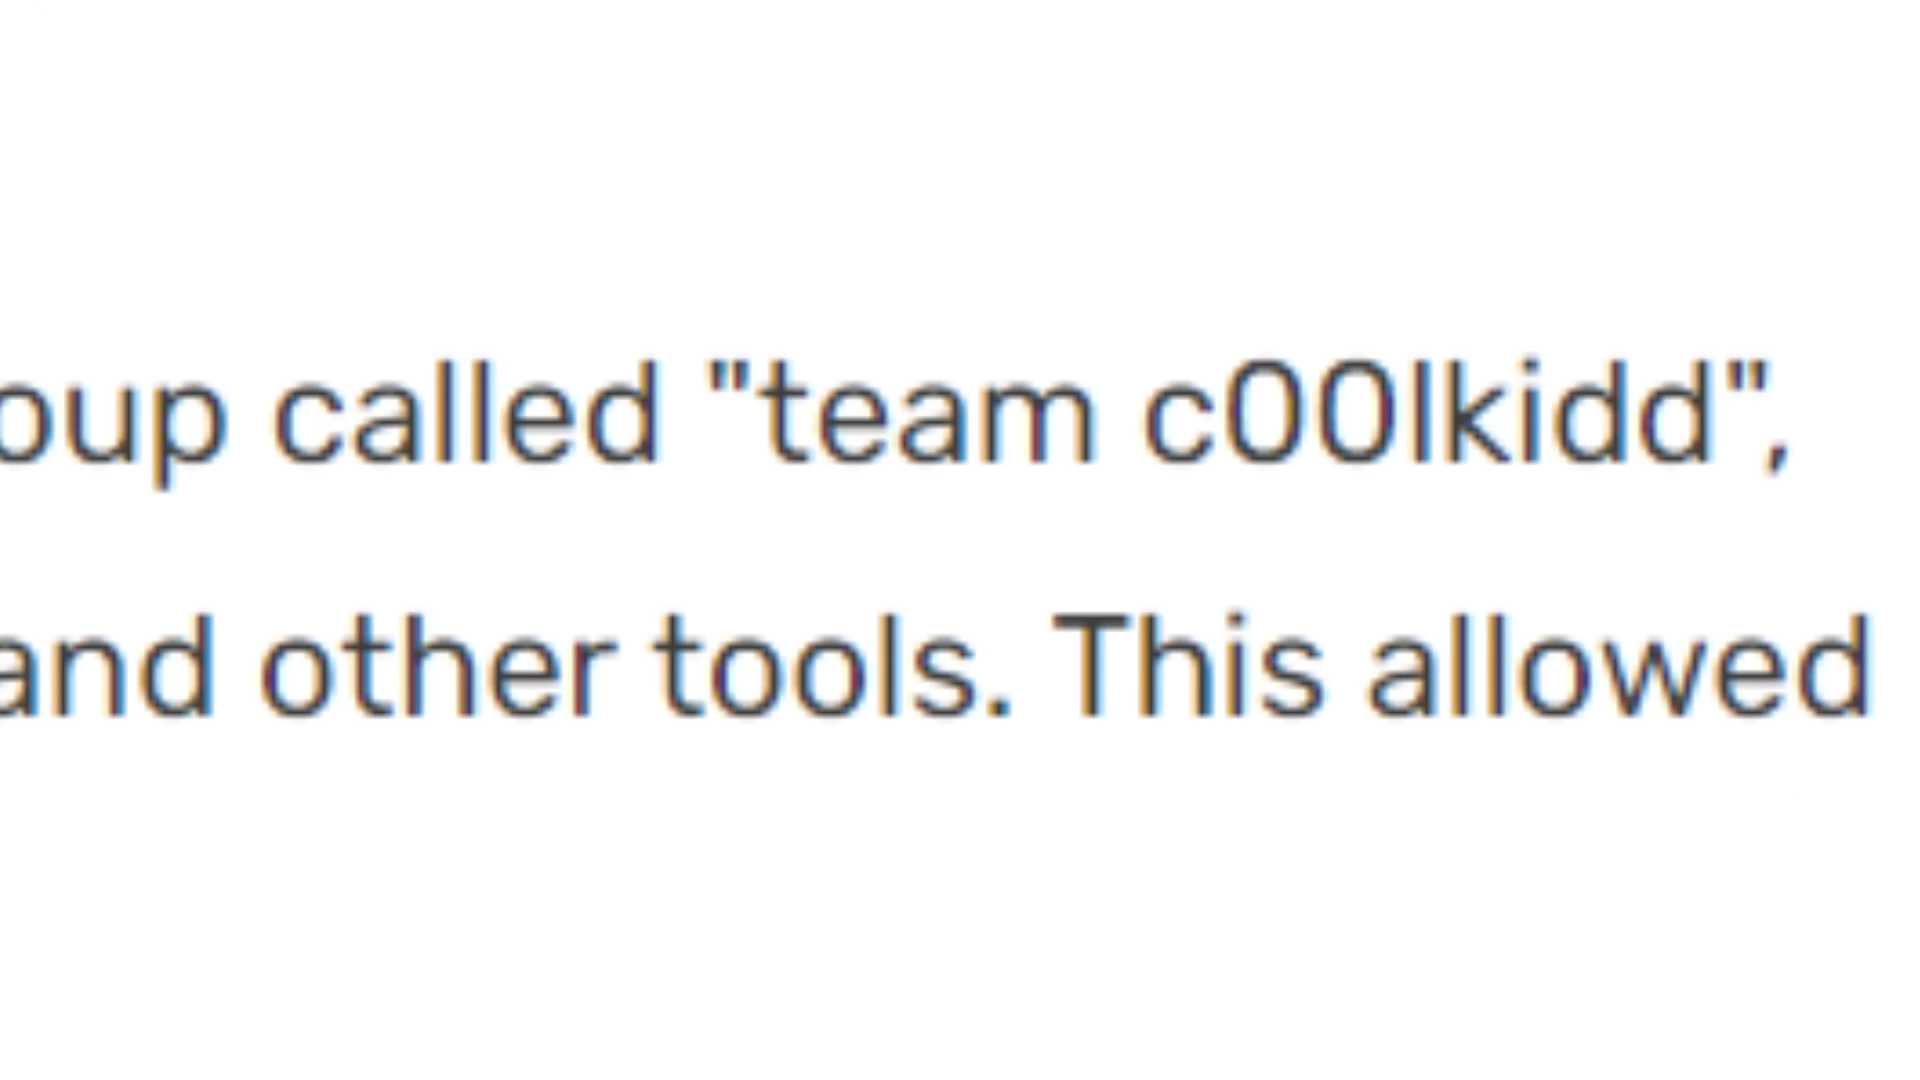 oup called "team c00lkidd",
and other tools. This allowed